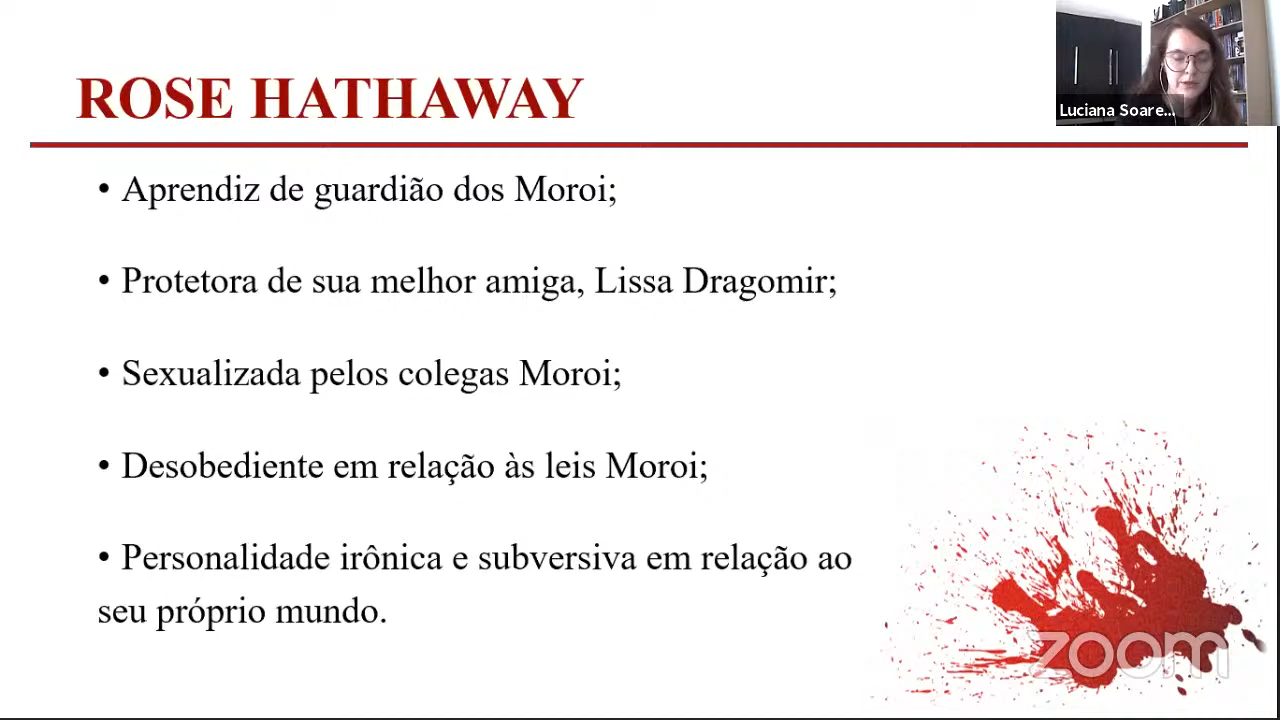 ROSE HATHAWAY
Luciana Soare...
• Aprendiz de guardião dos Moroi;
• Protetora de sua melhor amiga, Lissa Dragomir;
• Sexualizada pelos colegas Moroi;
• Desobediente em relação às leis Moroi;
• Personalidade irônica e subversiva em relação ao
seu próprio mundo.
zoom